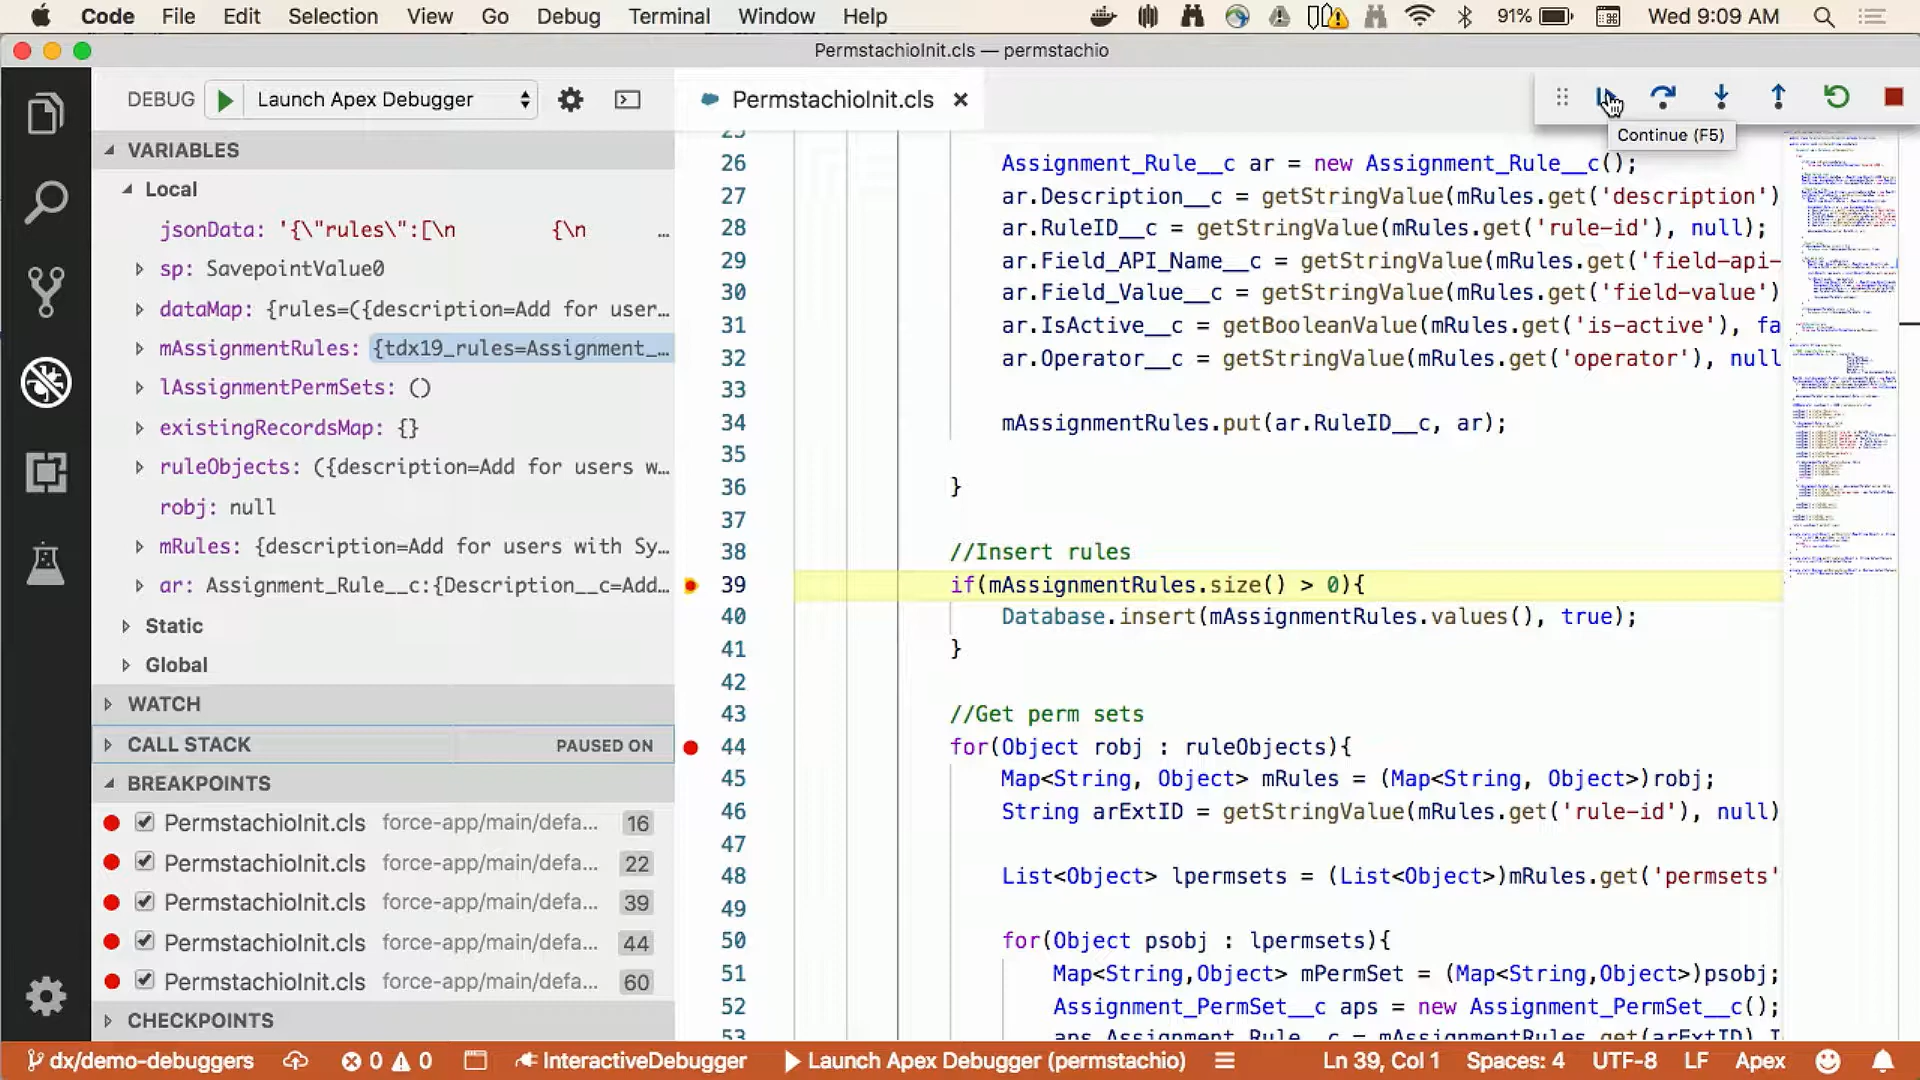 Code File Edit Selection View Go Debug Terminal Window Help 91% Wed 9:09 AM
PermstachioInit.cls — permstachio
DEBUG Launch Apex Debugger
PermstachioInit.cls
Continue (F5)
VARIABLES
Local
jsonData: '{\"rules\":[\n {\n …
sp: SavepointValue0
dataMap: {rules=({description=Add for user…
mAssignmentRules: {tdx19_rules=Assignment_…
lAssignmentPermSets: ()
existingRecordsMap: {}
ruleObjects: ({description=Add for users w…
robj: null
mRules: {description=Add for users with Sy…
ar: Assignment_Rule__c:{Description__c=Add…
Static
Global
WATCH
CALL STACK PAUSED ON
BREAKPOINTS
PermstachioInit.cls force-app/main/defa… 16
PermstachioInit.cls force-app/main/defa… 22
PermstachioInit.cls force-app/main/defa… 39
PermstachioInit.cls force-app/main/defa… 44
PermstachioInit.cls force-app/main/defa… 60
CHECKPOINTS
25
26 Assignment_Rule__c ar = new Assignment_Rule__c();
27 ar.Description__c = getStringValue(mRules.get('description')
28 ar.RuleID__c = getStringValue(mRules.get('rule-id'), null);
29 ar.Field_API_Name__c = getStringValue(mRules.get('field-api-
30 ar.Field_Value__c = getStringValue(mRules.get('field-value')
31 ar.IsActive__c = getBooleanValue(mRules.get('is-active'), fa
32 ar.Operator__c = getStringValue(mRules.get('operator'), null
33
34 mAssignmentRules.put(ar.RuleID__c, ar);
35
36 }
37
38 //Insert rules
39 if(mAssignmentRules.size() > 0){
40 Database.insert(mAssignmentRules.values(), true);
41 }
42
43 //Get perm sets
44 for(Object robj : ruleObjects){
45 Map<String, Object> mRules = (Map<String, Object>)robj;
46 String arExtID = getStringValue(mRules.get('rule-id'), null)
47
48 List<Object> lpermsets = (List<Object>)mRules.get('permsets'
49
50 for(Object psobj : lpermsets){
51 Map<String,Object> mPermSet = (Map<String,Object>)psobj;
52 Assignment_PermSet__c aps = new Assignment_PermSet__c();
53 aps.Assignment_Rule__c = mAssignmentRules.get(arExtID).I
dx/demo-debuggers 0 0 InteractiveDebugger Launch Apex Debugger (permstachio) Ln 39, Col 1 Spaces: 4 UTF-8 LF Apex